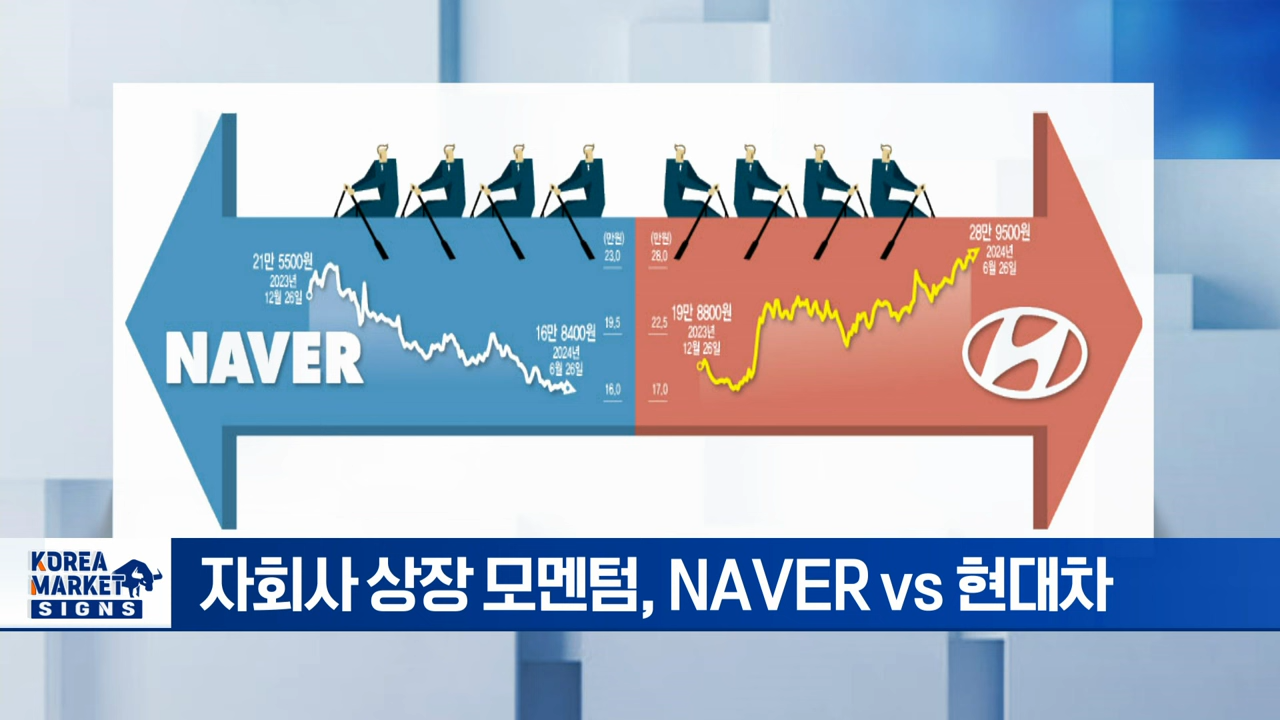 21만 5500원
2023년
12월 26일
NAVER
16만 8400원
2024년
6월 26일
(만원)
23,0
19,5
16,0
(만원)
28,0
22,5
17,0
19만 8800원
2023년
12월 26일
28만 9500원
2024년
6월 26일
KOREA
MARKET
SIGNS
자회사 상장 모멘텀, NAVER vs 현대차